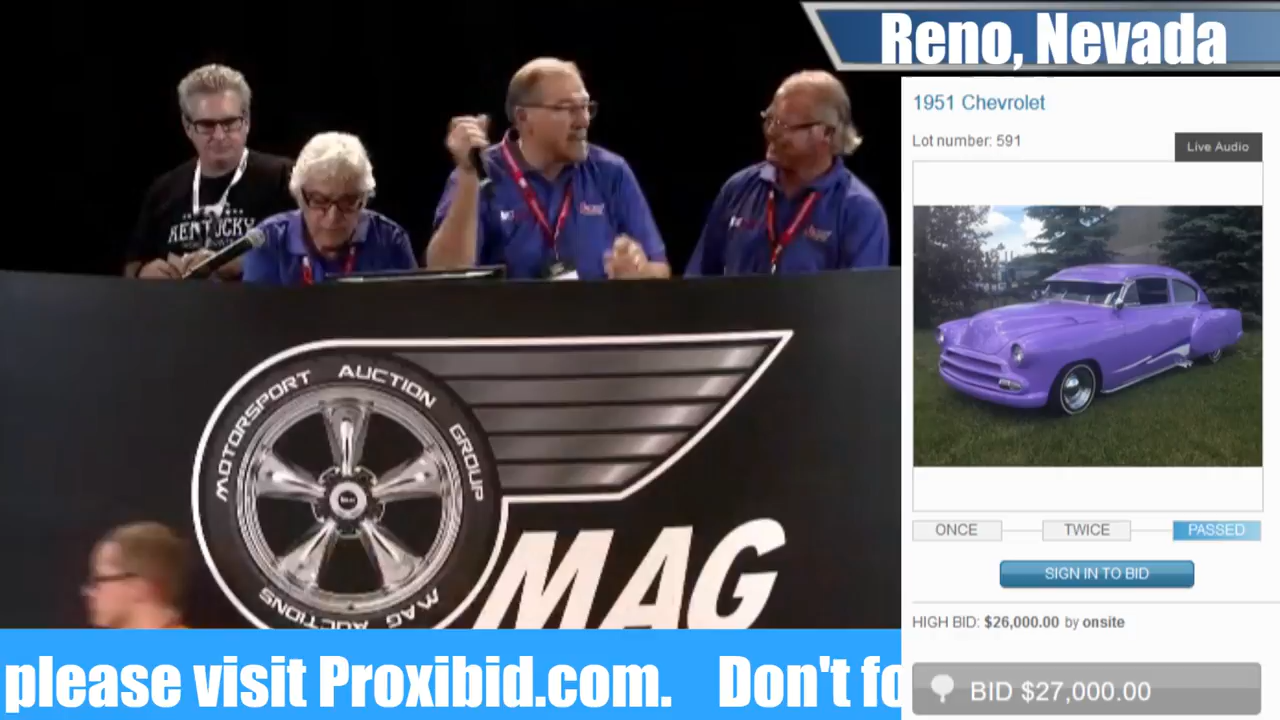 Reno, Nevada
1951 Chevrolet
Lot number: 591
Live Audio
KENTUCKY
MOTORSPORT AUCTION GROUP
MAG AUCTIONS
MAG
ONCE
TWICE
PASSED
SIGN IN TO BID
HIGH BID: $26,000.00 by onsite
BID $27,000.00
please visit Proxibid.com. Don't fo